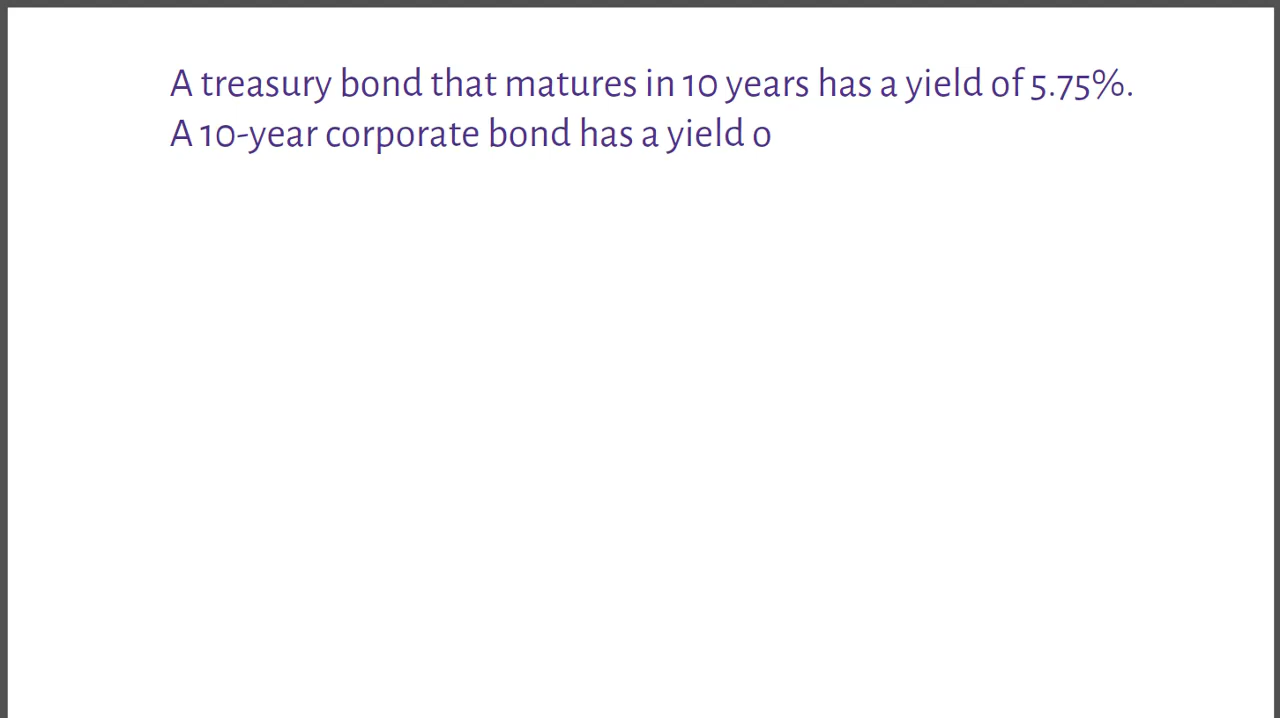 A treasury bond that matures in 10 years has a yield of 5.75%.
A 10-year corporate bond has a yield o